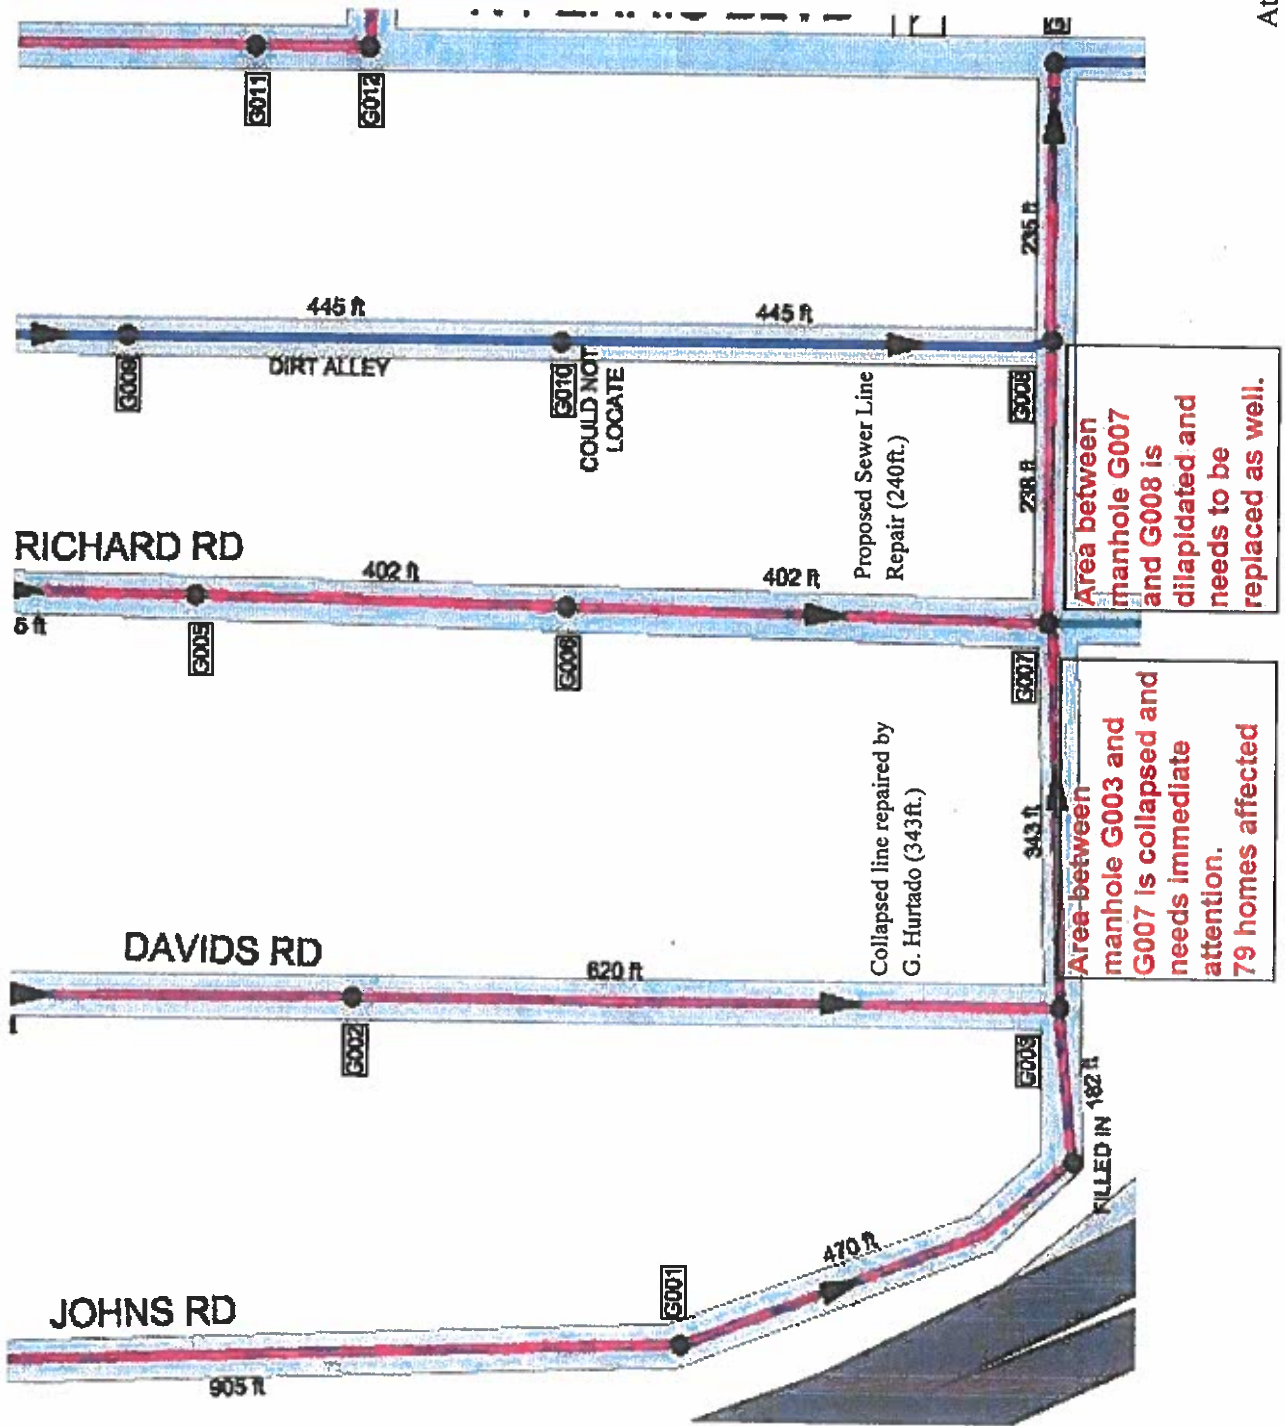 G011
G012
445 ft
445 ft
235 ft
G009
DIRT ALLEY
G010
COULD NOT
LOCATE
G008
Proposed Sewer Line
Repair (240ft.)
238 ft
RICHARD RD
402 ft
402 ft
5 ft
G005
G006
G007
Area between
manhole G007
and G008 is
dilapidated and
needs to be
replaced as well.
Collapsed line repaired by
G. Hurtado (343ft.)
343 ft
Area between
manhole G003 and
G007 is collapsed and
needs immediate
attention.
79 homes affected
DAVIDS RD
620 ft
G002
G003
182 ft
FILLED IN
470 ft
G001
JOHNS RD
905 ft
At